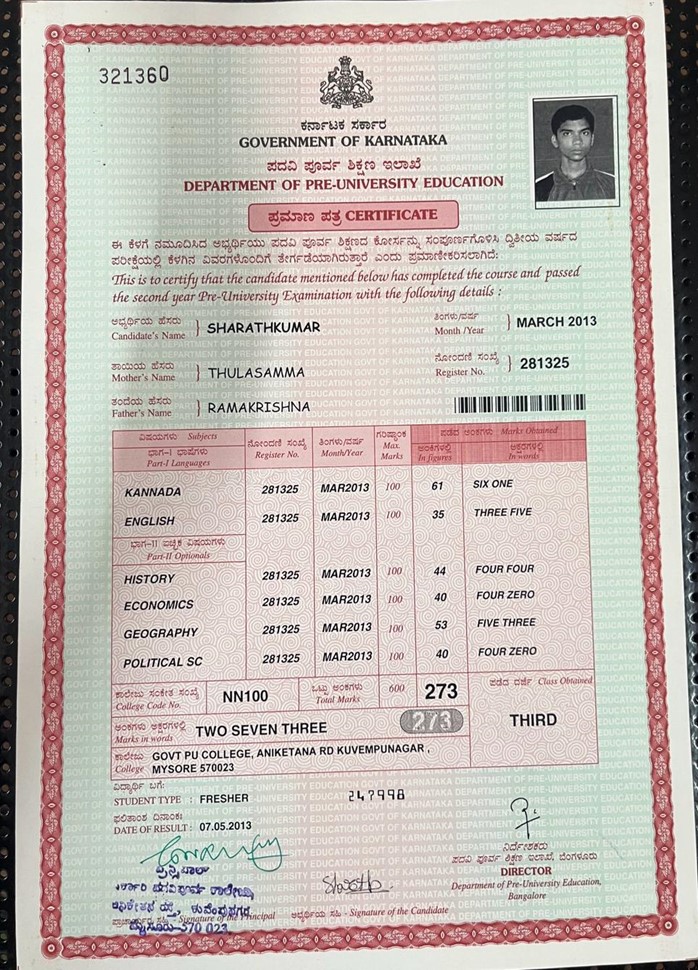 321360
ಕರ್ನಾಟಕ ಸರ್ಕಾರ
GOVERNMENT OF KARNATAKA
ಪದವಿ ಪೂರ್ವ ಶಿಕ್ಷಣ ಇಲಾಖೆ
DEPARTMENT OF PRE-UNIVERSITY EDUCATION
ಪ್ರಮಾಣ ಪತ್ರ CERTIFICATE
ಈ ಕೆಳಗೆ ನಮೂದಿಸಿದ ಅಭ್ಯರ್ಥಿಯು ಪದವಿ ಪೂರ್ವ ಶಿಕ್ಷಣದ ಕೋರ್ಸನ್ನು ಸಂಪೂರ್ಣಗೊಳಿಸಿ ದ್ವಿತೀಯ ವರ್ಷದ
ಪರೀಕ್ಷೆಯಲ್ಲಿ ಕೆಳಗಿನ ವಿವರಗಳೊಂದಿಗೆ ತೇರ್ಗಡೆಯಾಗಿರುತ್ತಾರೆ ಎಂದು ಪ್ರಮಾಣೀಕರಿಸಲಾಗಿದೆ:
This is to certify that the candidate mentioned below has completed the course and passed
the second year Pre-University Examination with the following details :
ಅಭ್ಯರ್ಥಿಯ ಹೆಸರು
Candidate's Name } SHARATHKUMAR
ತಿಂಗಳು/ವರ್ಷ
Month /Year } MARCH 2013
ತಾಯಿಯ ಹೆಸರು
Mother's Name } THULASAMMA
ನೋಂದಣಿ ಸಂಖ್ಯೆ
Register No. } 281325
ತಂದೆಯ ಹೆಸರು
Father's Name } RAMAKRISHNA
ವಿಷಯಗಳು Subjects
ಭಾಗ-I ಭಾಷೆಗಳು
Part-I Languages
ನೋಂದಣಿ ಸಂಖ್ಯೆ
Register No.
ತಿಂಗಳು/ವರ್ಷ
Month/Year
ಗರಿಷ್ಠಾಂಕ
Max. Marks
ಪಡೆದ ಅಂಕಗಳು Marks Obtained
ಅಂಕಿಗಳಲ್ಲಿ
In figures
ಅಕ್ಷರಗಳಲ್ಲಿ
In words
KANNADA 281325 MAR2013 100 61 SIX ONE
ENGLISH 281325 MAR2013 100 35 THREE FIVE
ಭಾಗ-II ಐಚ್ಛಿಕ ವಿಷಯಗಳು
Part-II Optionals
HISTORY 281325 MAR2013 100 44 FOUR FOUR
ECONOMICS 281325 MAR2013 100 40 FOUR ZERO
GEOGRAPHY 281325 MAR2013 100 53 FIVE THREE
POLITICAL SC 281325 MAR2013 100 40 FOUR ZERO
ಕಾಲೇಜು ಸಂಕೇತ ಸಂಖ್ಯೆ
College Code No. NN100
ಒಟ್ಟು ಅಂಕಗಳು
Total Marks 600 273
ಪಡೆದ ದರ್ಜೆ Class Obtained
THIRD
ಅಂಕಗಳು ಅಕ್ಷರಗಳಲ್ಲಿ
Marks in words TWO SEVEN THREE 273
ಕಾಲೇಜು
College GOVT PU COLLEGE, ANIKETANA RD KUVEMPUNAGAR ,
MYSORE 570023
ವಿದ್ಯಾರ್ಥಿ ಬಗೆ:
STUDENT TYPE : FRESHER
247998
ಫಲಿತಾಂಶ ದಿನಾಂಕ:
DATE OF RESULT : 07.05.2013
ನಿರ್ದೇಶಕರು
ಪದವಿ ಪೂರ್ವ ಶಿಕ್ಷಣ ಇಲಾಖೆ, ಬೆಂಗಳೂರು
DIRECTOR
Department of Pre-University Education,
Bangalore
ಪ್ರಿನ್ಸಿಪಾಲ್
ಸರ್ಕಾರಿ ಪದವಿಪೂರ್ವ ಕಾಲೇಜು,
ಅನಿಕೇತನ ರಸ್ತೆ, ಕುವೆಂಪುನಗರ,
ಮೈಸೂರು-570 023
Signature of the Principal
ಅಭ್ಯರ್ಥಿಯ ಸಹಿ - Signature of the Candidate